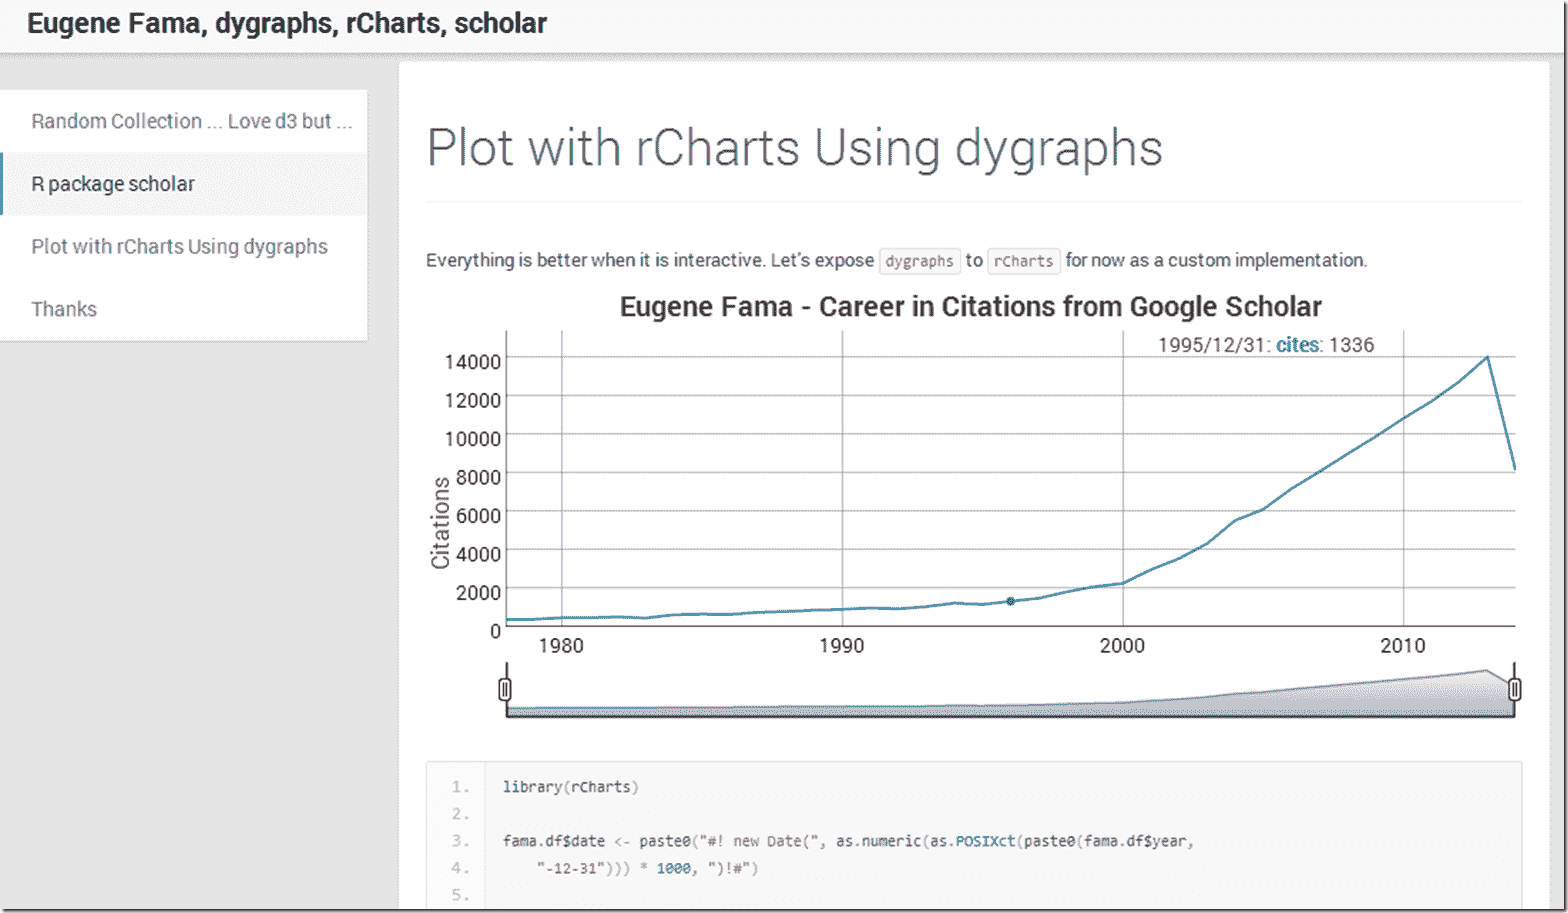 Eugene Fama, dygraphs, rCharts, scholar
Random Collection ... Love d3 but ...
R package scholar
Plot with rCharts Using dygraphs
Thanks
Plot with rCharts Using dygraphs
Everything is better when it is interactive. Let's expose dygraphs to rCharts for now as a custom implementation.
Eugene Fama - Career in Citations from Google Scholar
1995/12/31: cites: 1336
Citations
14000
12000
10000
8000
6000
4000
2000
0
1980 1990 2000 2010
1. library(rCharts)
2.
3. fama.df$date <- paste0("#! new Date(", as.numeric(as.POSIXct(paste0(fama.df$year,
4. "-12-31"))) * 1000, ")!#")
5.